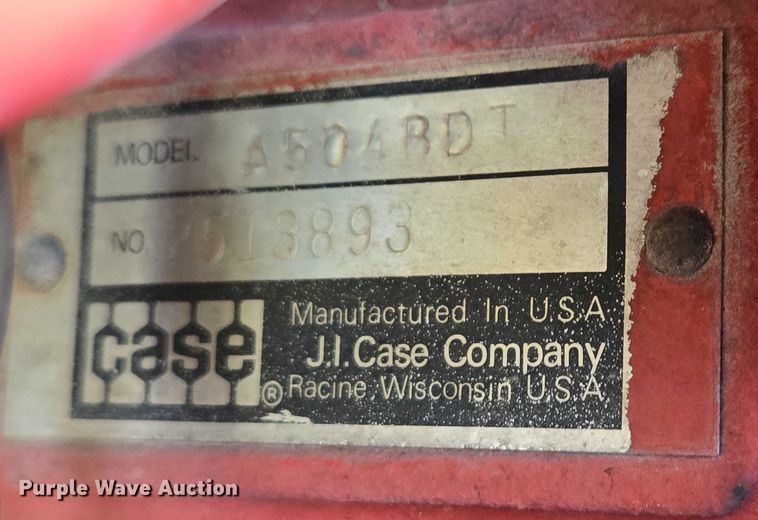 MODEL A504BDT
NO. 2513893
case ® Manufactured In U.S.A
J.I. Case Company
Racine Wisconsin U.S.A.
Purple Wave Auction